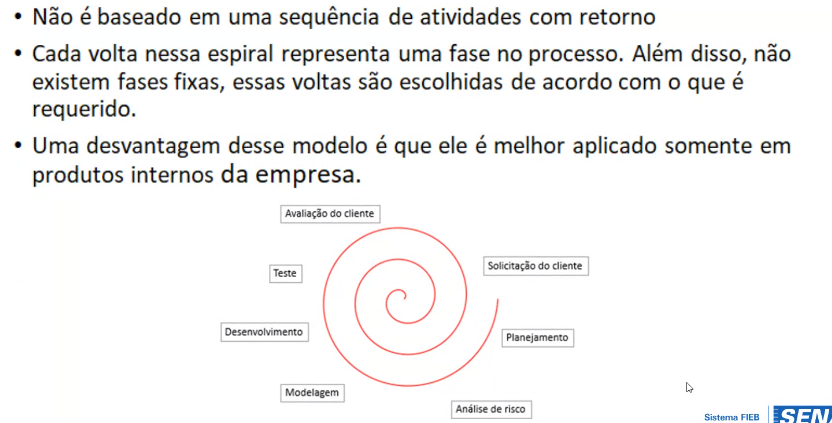 • Não é baseado em uma sequência de atividades com retorno
• Cada volta nessa espiral representa uma fase no processo. Além disso, não
existem fases fixas, essas voltas são escolhidas de acordo com o que é
requerido.
• Uma desvantagem desse modelo é que ele é melhor aplicado somente em
produtos internos da empresa.
Avaliação do cliente
Solicitação do cliente
Teste
Desenvolvimento
Planejamento
Modelagem
Análise de risco
Sistema FIEB
SEN